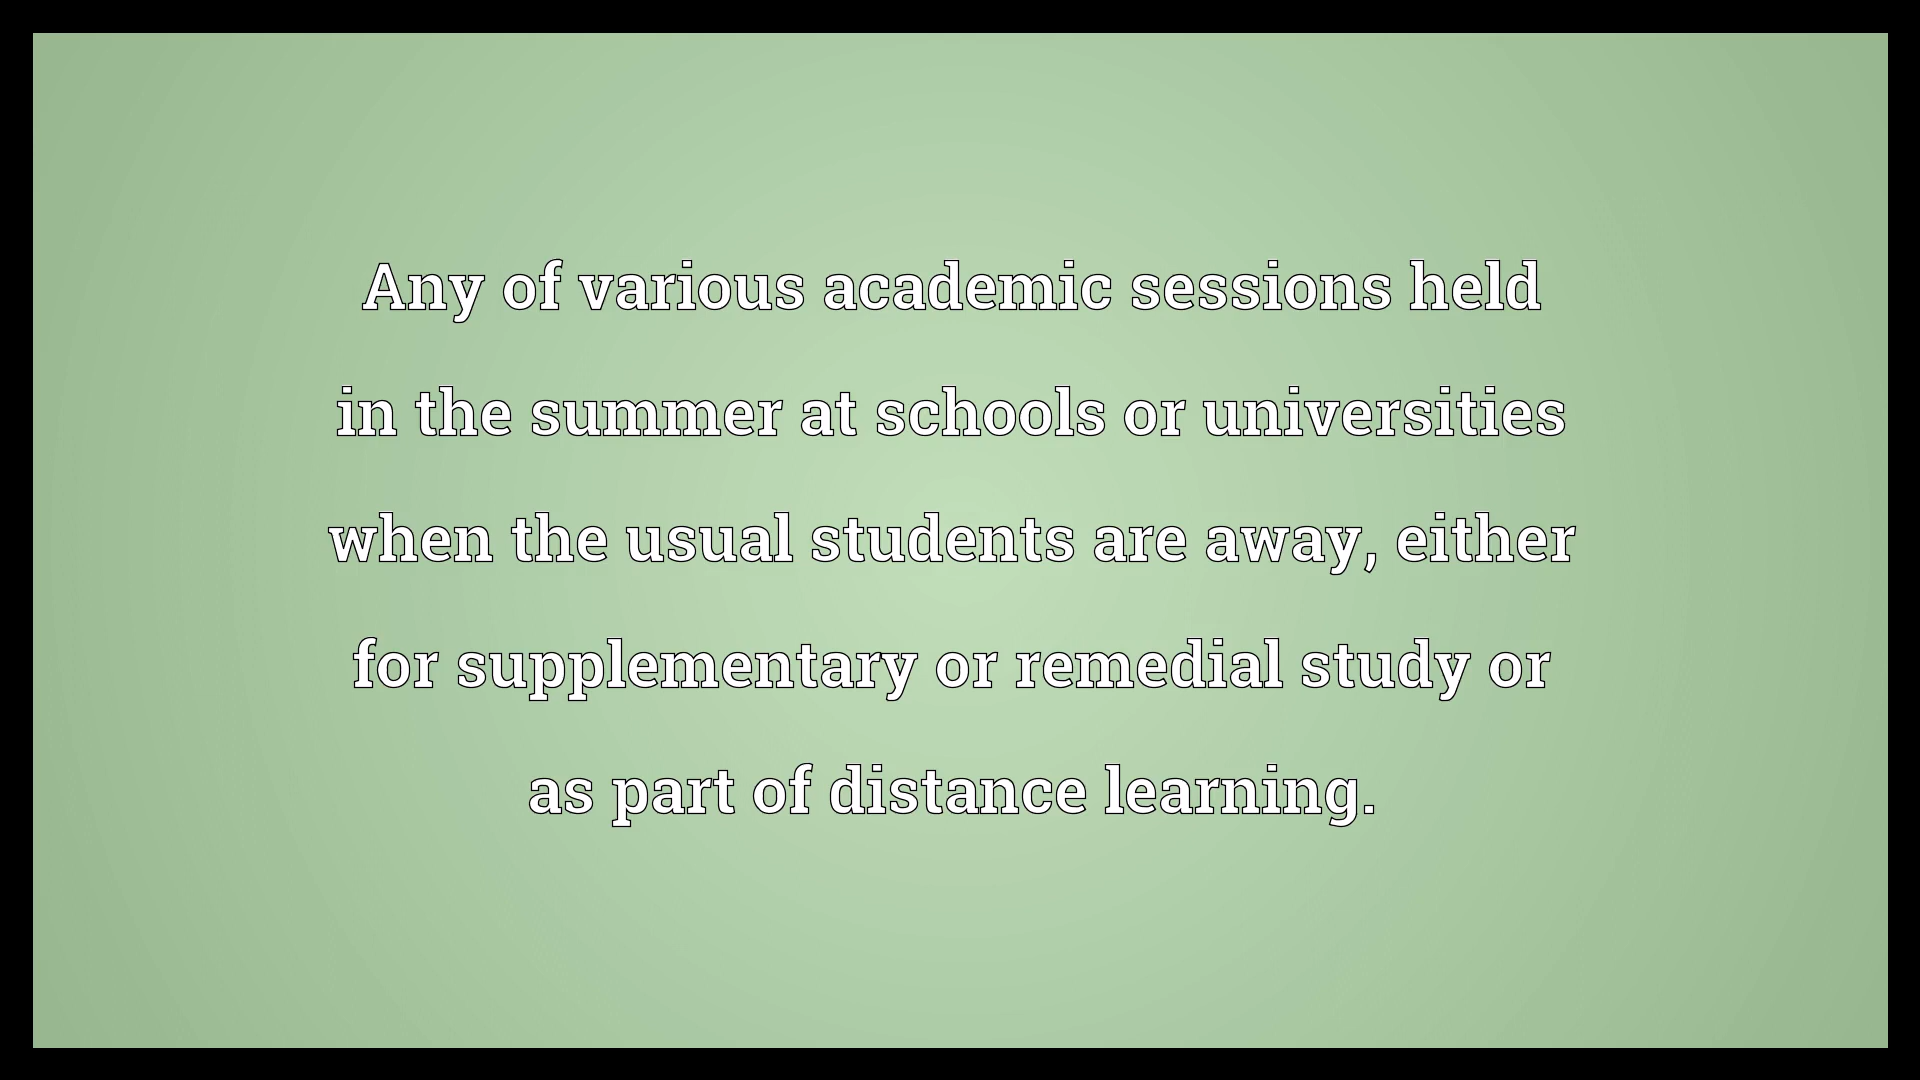 Any of various academic sessions held
in the summer at schools or universities
when the usual students are away, either
for supplementary or remedial study or
as part of distance learning.